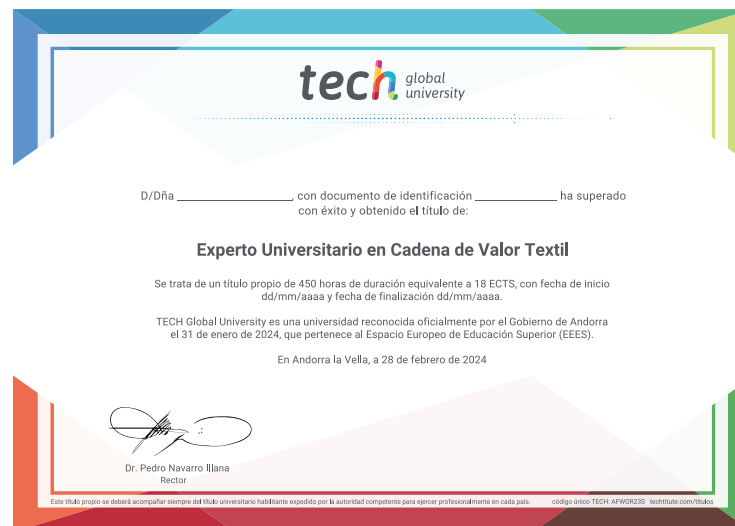 tech global university
D/Dña ____________, con documento de identificación ____________ ha superado
con éxito y obtenido el título de:
Experto Universitario en Cadena de Valor Textil
Se trata de un título propio de 450 horas de duración equivalente a 18 ECTS, con fecha de inicio
dd/mm/aaaa y fecha de finalización dd/mm/aaaa.
TECH Global University es una universidad reconocida oficialmente por el Gobierno de Andorra
el 31 de enero de 2024, que pertenece al Espacio Europeo de Educación Superior (EEES).
En Andorra la Vella, a 28 de febrero de 2024
Dr. Pedro Navarro Illana
Rector
Este título propio se deberá acompañar siempre del título universitario habilitante expedido por la autoridad competente para ejercer profesionalmente en cada país. código único TECH: AFWOR23S techtitute.com/titulos